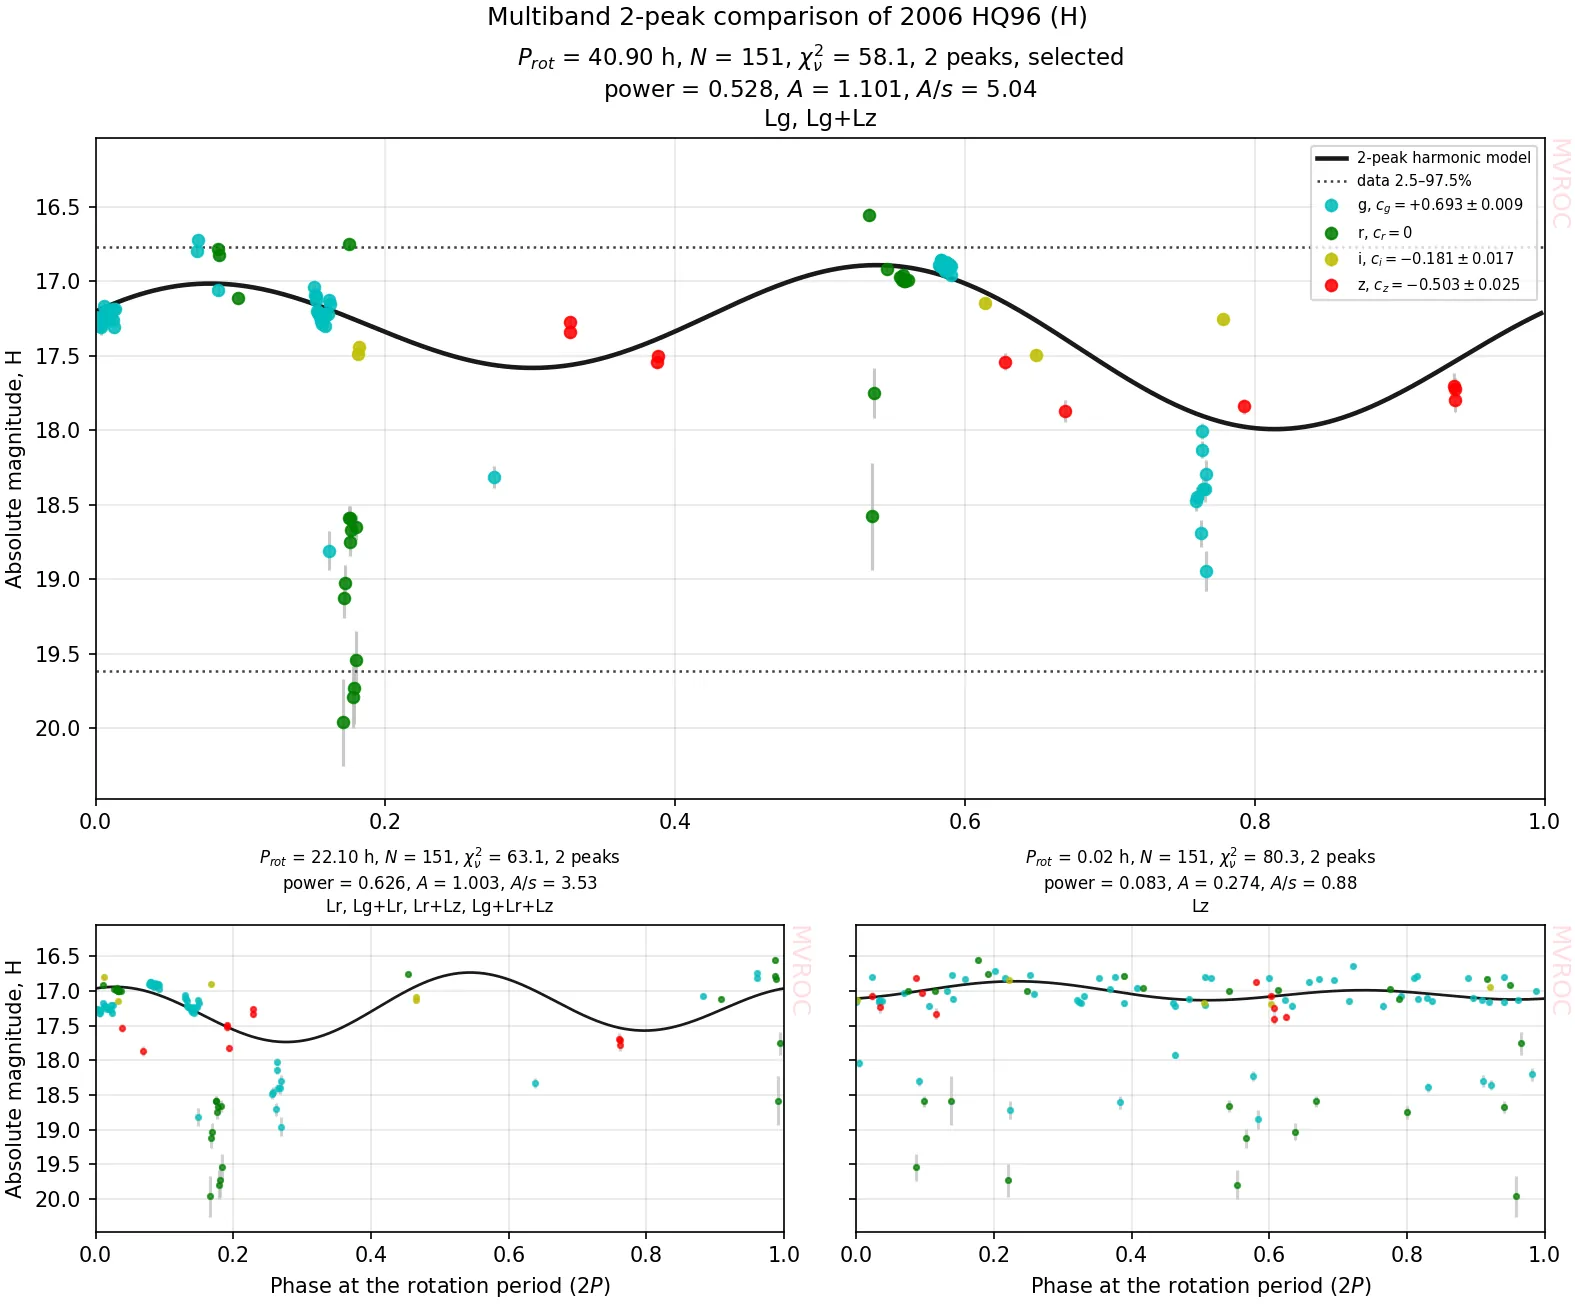 Multiband 2-peak comparison of 2006 HQ96 (H)
P_rot = 40.90 h, N = 151, χ²_ν = 58.1, 2 peaks, selected
power = 0.528, A = 1.101, A/s = 5.04
Lg, Lg+Lz
2-peak harmonic model
data 2.5–97.5%
g, c_g = +0.693 ± 0.009
r, c_r = 0
i, c_i = −0.181 ± 0.017
z, c_z = −0.503 ± 0.025
MVROC
Absolute magnitude, H
16.5
17.0
17.5
18.0
18.5
19.0
19.5
20.0
0.0 0.2 0.4 0.6 0.8 1.0
P_rot = 22.10 h, N = 151, χ²_ν = 63.1, 2 peaks
power = 0.626, A = 1.003, A/s = 3.53
Lr, Lg+Lr, Lr+Lz, Lg+Lr+Lz
MVROC
Absolute magnitude, H
16.5
17.0
17.5
18.0
18.5
19.0
19.5
20.0
0.0 0.2 0.4 0.6 0.8 1.0
Phase at the rotation period (2P)
P_rot = 0.02 h, N = 151, χ²_ν = 80.3, 2 peaks
power = 0.083, A = 0.274, A/s = 0.88
Lz
MVROC
0.0 0.2 0.4 0.6 0.8 1.0
Phase at the rotation period (2P)